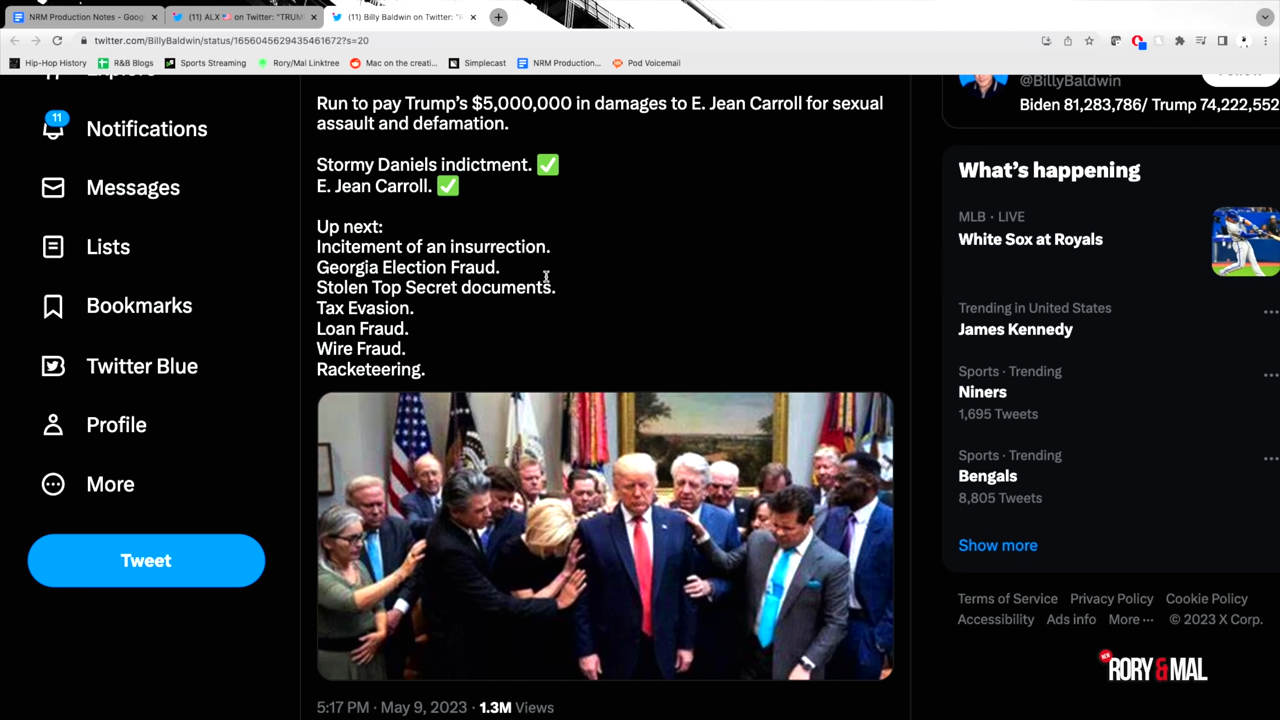 NRM Production Notes - Goog
(11) ALX 🇺🇸 on Twitter: "TRUM
(11) Billy Baldwin on Twitter: "
twitter.com/BillyBaldwin/status/1656045629435461672?s=20
Hip-Hop History
R&B Blogs
Sports Streaming
Rory/Mal Linktree
Mac on the creati...
Simplecast
NRM Production...
Pod Voicemail
Explore
11
Notifications
Messages
Lists
Bookmarks
Twitter Blue
Profile
More
Tweet
Run to pay Trump's $5,000,000 in damages to E. Jean Carroll for sexual
assault and defamation.
Stormy Daniels indictment. ✅
E. Jean Carroll. ✅
Up next:
Incitement of an insurrection.
Georgia Election Fraud.
Stolen Top Secret documents.
Tax Evasion.
Loan Fraud.
Wire Fraud.
Racketeering.
5:17 PM · May 9, 2023 · 1.3M Views
@BillyBaldwin
Biden 81,283,786/ Trump 74,222,552
What's happening
MLB · LIVE
White Sox at Royals
Trending in United States
James Kennedy
Sports · Trending
Niners
1,695 Tweets
Sports · Trending
Bengals
8,805 Tweets
Show more
Terms of Service Privacy Policy Cookie Policy
Accessibility Ads info More ··· © 2023 X Corp.
NEW
RORY & MAL